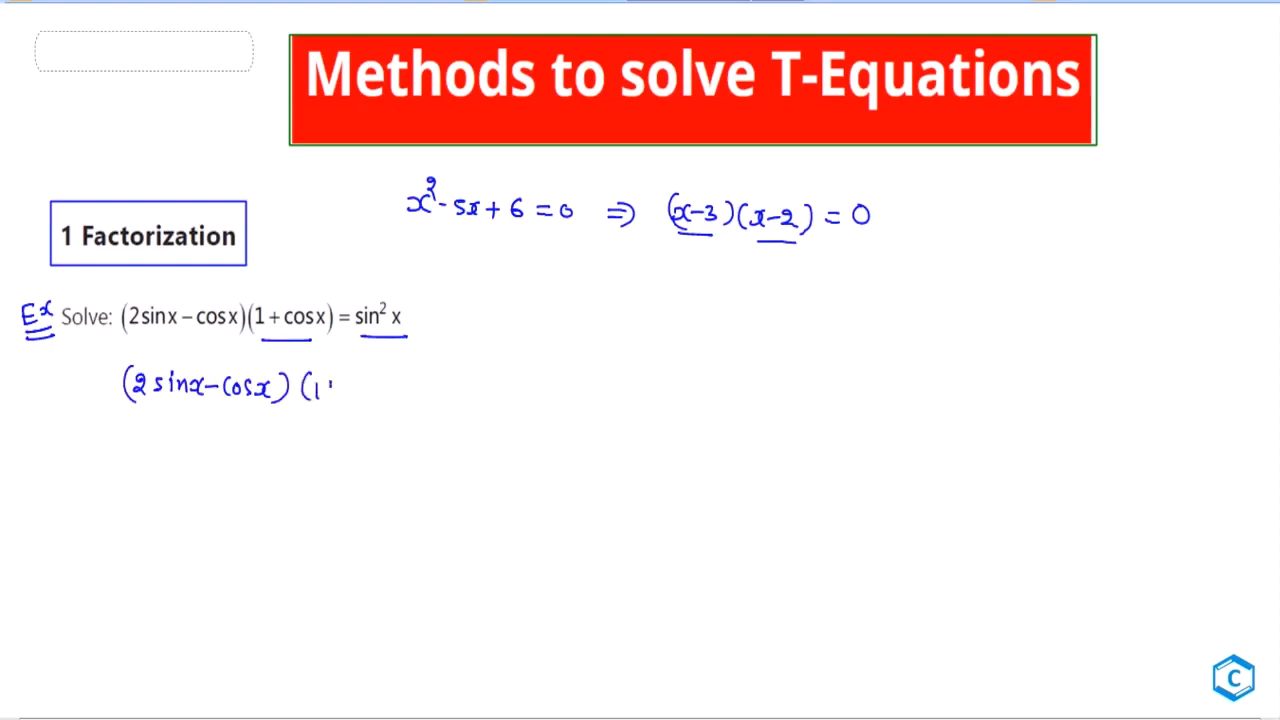 Methods to solve T-Equations
x² - 5x + 6 = 0 ⇒ (x-3)(x-2) = 0
1 Factorization
Ex Solve: (2sinx – cosx)(1 + cosx) = sin² x
(2 sinx - cosx) (1
C